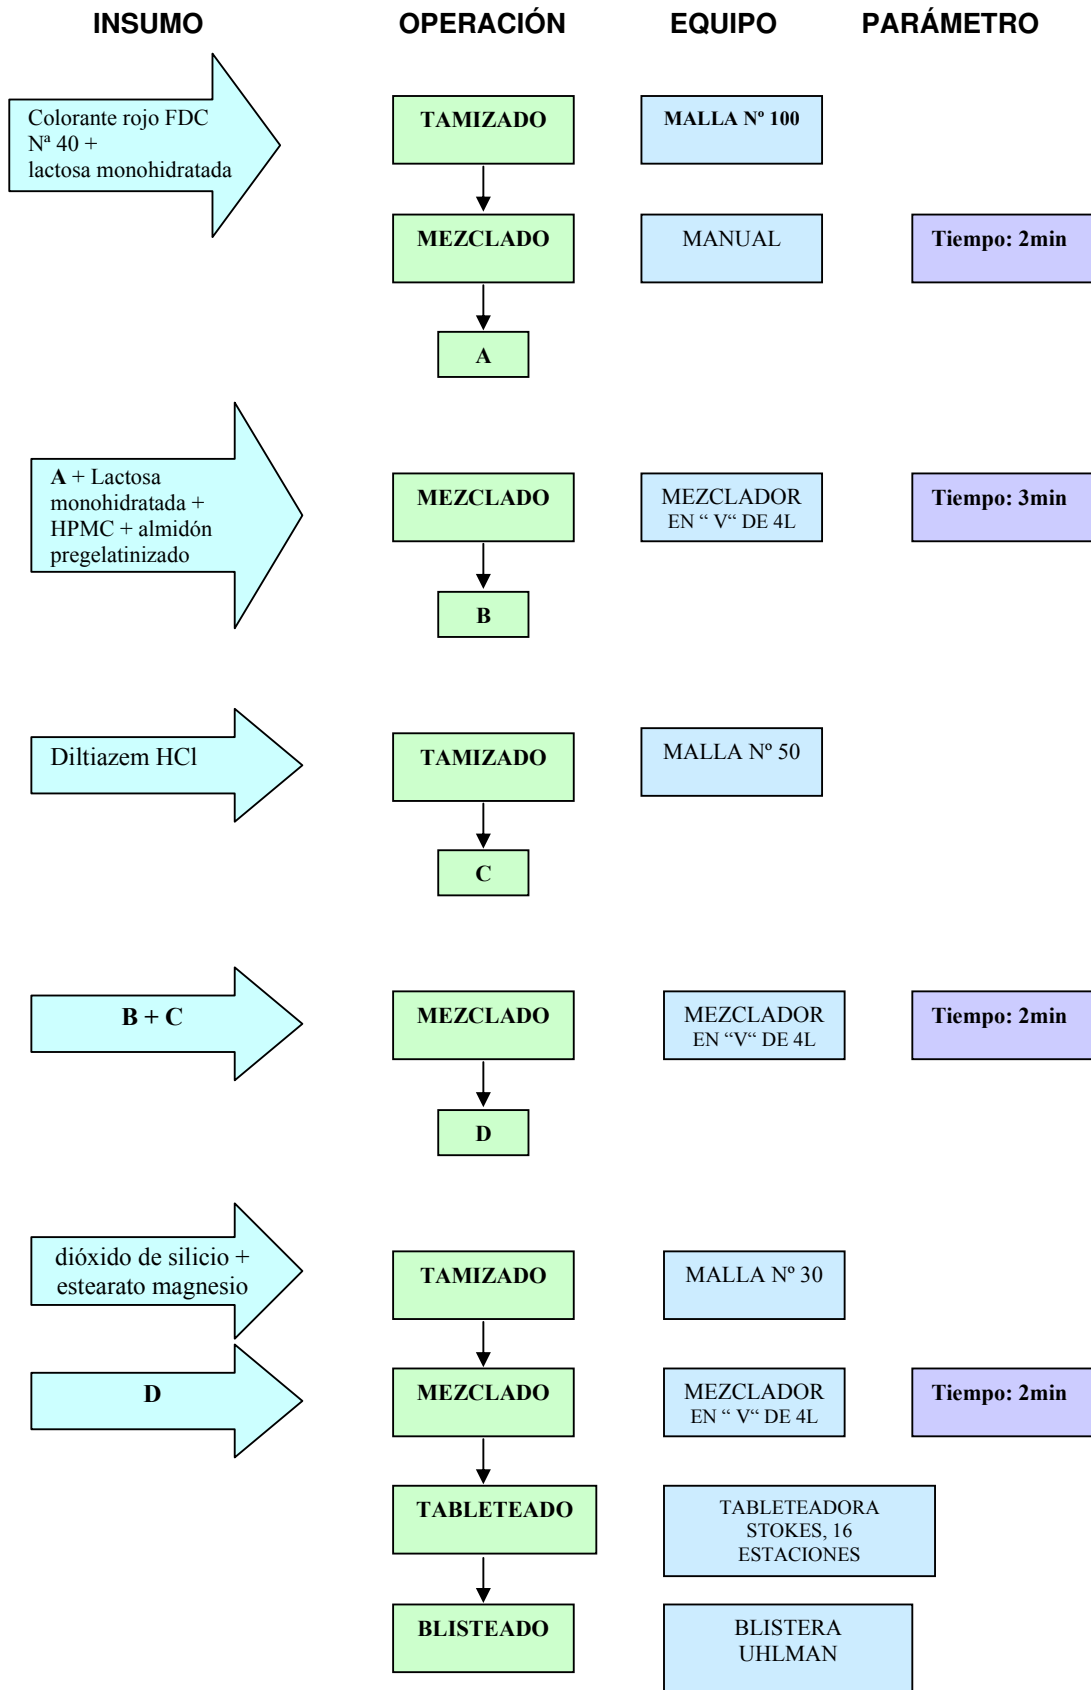 INSUMO OPERACIÓN EQUIPO PARÁMETRO
Colorante rojo FDC
Nª 40 +
lactosa monohidratada
TAMIZADO
MALLA Nº 100
MEZCLADO
MANUAL
Tiempo: 2min
A
A + Lactosa
monohidratada +
HPMC + almidón
pregelatinizado
MEZCLADO
MEZCLADOR
EN “ V“ DE 4L
Tiempo: 3min
B
Diltiazem HCl
TAMIZADO
MALLA Nº 50
C
B + C
MEZCLADO
MEZCLADOR
EN “V“ DE 4L
Tiempo: 2min
D
dióxido de silicio +
estearato magnesio
TAMIZADO
MALLA Nº 30
D
MEZCLADO
MEZCLADOR
EN “ V“ DE 4L
Tiempo: 2min
TABLETEADO
TABLETEADORA
STOKES, 16
ESTACIONES
BLISTEADO
BLISTERA
UHLMAN